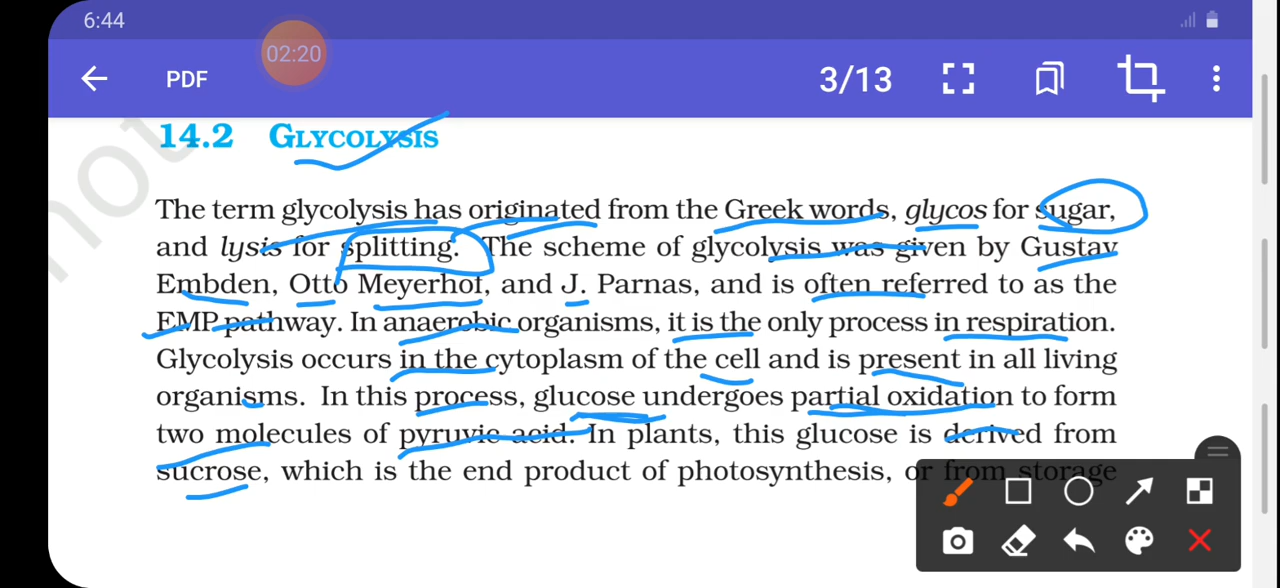 6:44
02:20
PDF
3/13
not
14.2 GLYCOLYSIS
The term glycolysis has originated from the Greek words, glycos for sugar,
and lysis for splitting. The scheme of glycolysis was given by Gustav
Embden, Otto Meyerhof, and J. Parnas, and is often referred to as the
EMP pathway. In anaerobic organisms, it is the only process in respiration.
Glycolysis occurs in the cytoplasm of the cell and is present in all living
organisms. In this process, glucose undergoes partial oxidation to form
two molecules of pyruvic acid. In plants, this glucose is derived from
sucrose, which is the end product of photosynthesis, or from storage